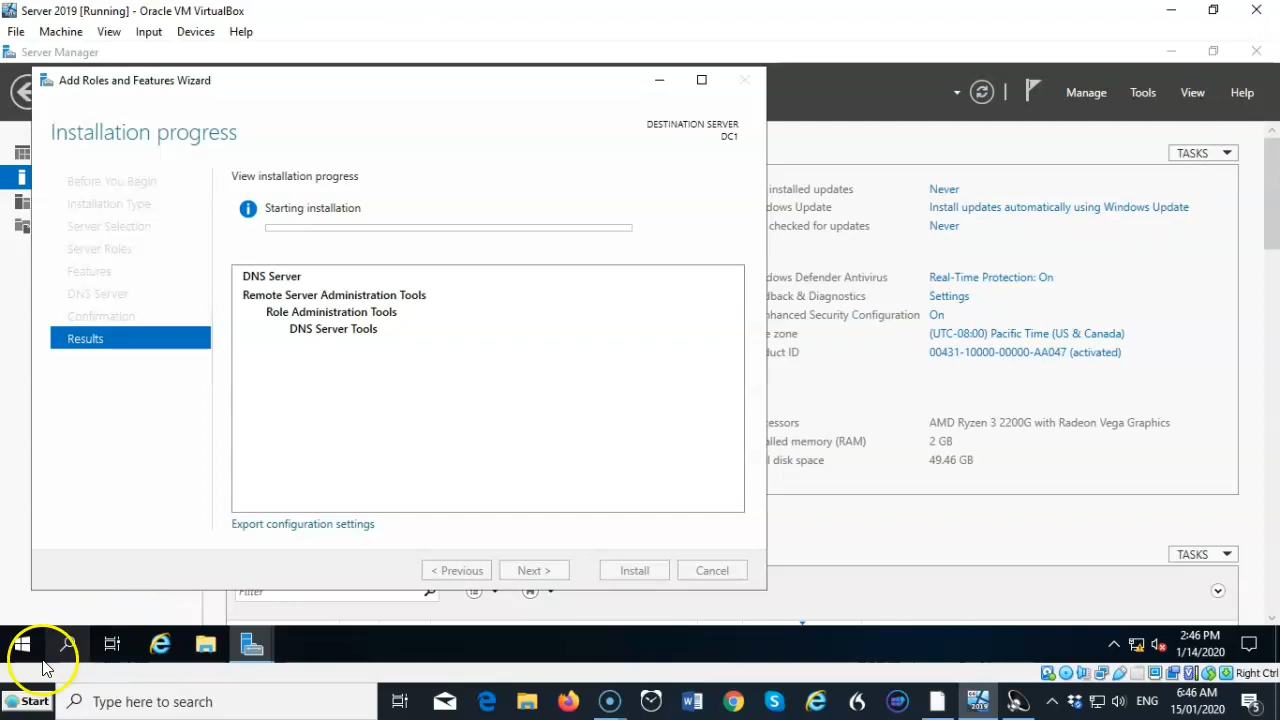 Server 2019 [Running] - Oracle VM VirtualBox
File Machine View Input Devices Help
Server Manager
Add Roles and Features Wizard
Manage Tools View Help
Installation progress
DESTINATION SERVER
DC1
TASKS
Before You Begin
Installation Type
Server Selection
Server Roles
Features
DNS Server
Confirmation
Results
View installation progress
Starting installation
DNS Server
Remote Server Administration Tools
Role Administration Tools
DNS Server Tools
Export configuration settings
< Previous Next > Install Cancel
installed updates Never
dows Update Install updates automatically using Windows Update
checked for updates Never
dows Defender Antivirus Real-Time Protection: On
dback & Diagnostics Settings
nhanced Security Configuration On
e zone (UTC-08:00) Pacific Time (US & Canada)
duct ID 00431-10000-00000-AA047 (activated)
essors AMD Ryzen 3 2200G with Radeon Vega Graphics
alled memory (RAM) 2 GB
l disk space 49.46 GB
TASKS
Filter
2:46 PM
1/14/2020
Right Ctrl
Start
Type here to search
ENG
6:46 AM
15/01/2020
5